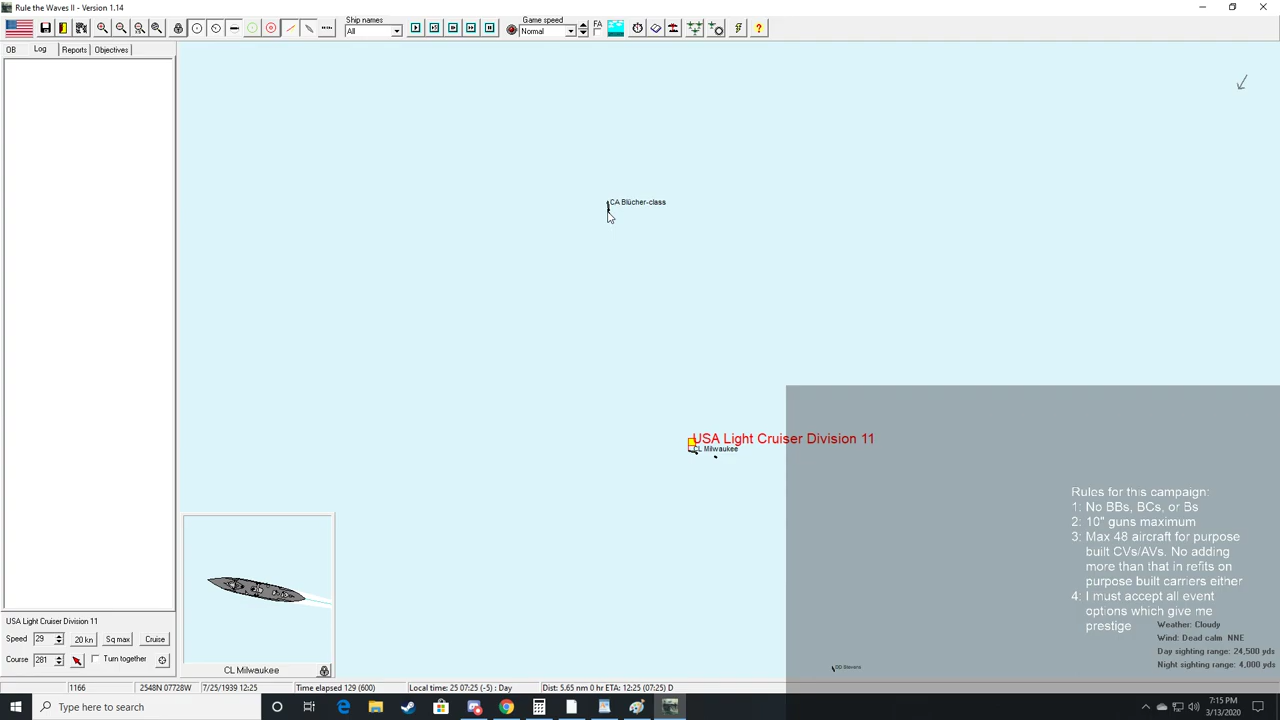 Rule the Waves II - Version 1.14
Ship names
All
Game speed
Normal
FA
OB
Log
Reports
Objectives
CA Blücher-class
USA Light Cruiser Division 11
CL Milwaukee
DD Stevens
Rules for this campaign:
1: No BBs, BCs, or Bs
2: 10" guns maximum
3: Max 48 aircraft for purpose
built CVs/AVs. No adding
more than that in refits on
purpose built carriers either
4: I must accept all event
options which give me
prestige
Weather: Cloudy
Wind: Dead calm NNE
Day sighting range: 24,500 yds
Night sighting range: 4,000 yds
CL Milwaukee
USA Light Cruiser Division 11
Speed
29
20 kn
Sq max
Cruise
Course
281
Turn together
1166
2548N 07728W
7/25/1939 12:25
Time elapsed 129 (600)
Local time: 25 07:25 (-5) : Day
Dist: 5.65 nm 0 hr ETA: 12:25 (07:25) D
Type here to search
7:15 PM
3/13/2020